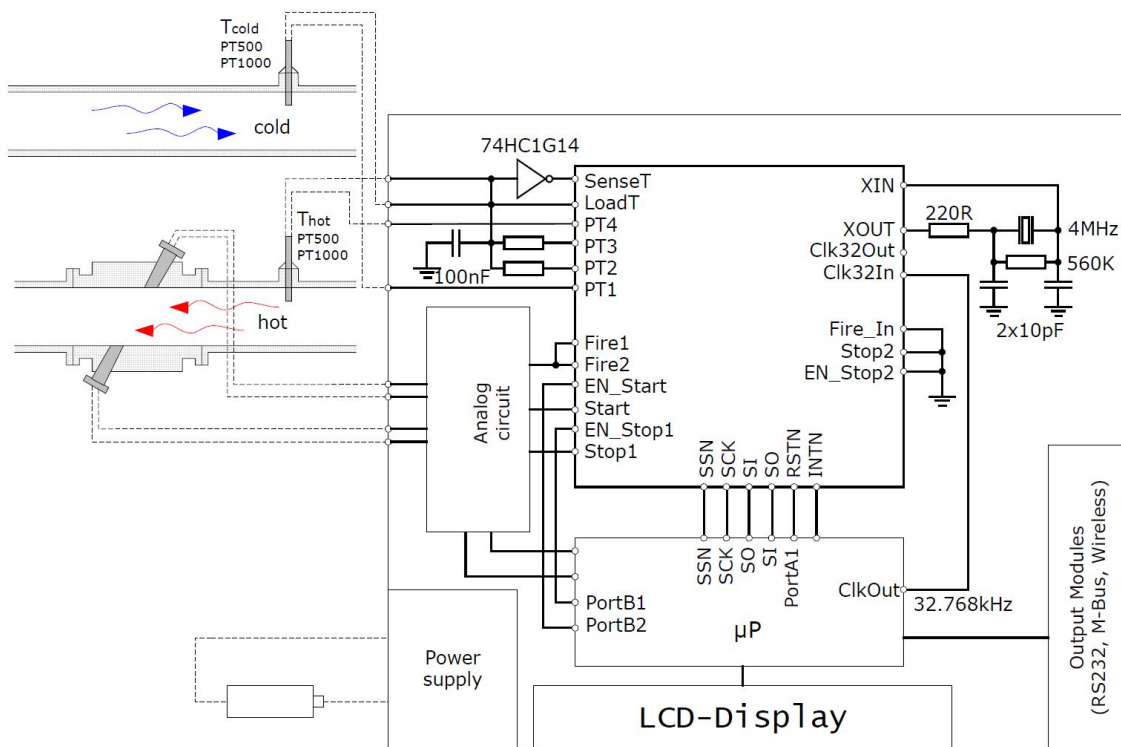 Tcold
PT500
PT1000
cold
Thot
PT500
PT1000
hot
74HC1G14
100nF
SenseT
LoadT
PT4
PT3
PT2
PT1
Fire1
Fire2
EN_Start
Start
EN_Stop1
Stop1
XIN
XOUT
Clk32Out
Clk32In
Fire_In
Stop2
EN_Stop2
220R
4MHz
560K
2x10pF
Analog
circuit
SSN
SCK
SI
SO
RSTN
INTN
SSN
SCK
SO
SI
PortA1
PortB1
PortB2
µP
ClkOut
32.768kHz
Output Modules
(RS232, M-Bus, Wireless)
Power
supply
LCD-Display